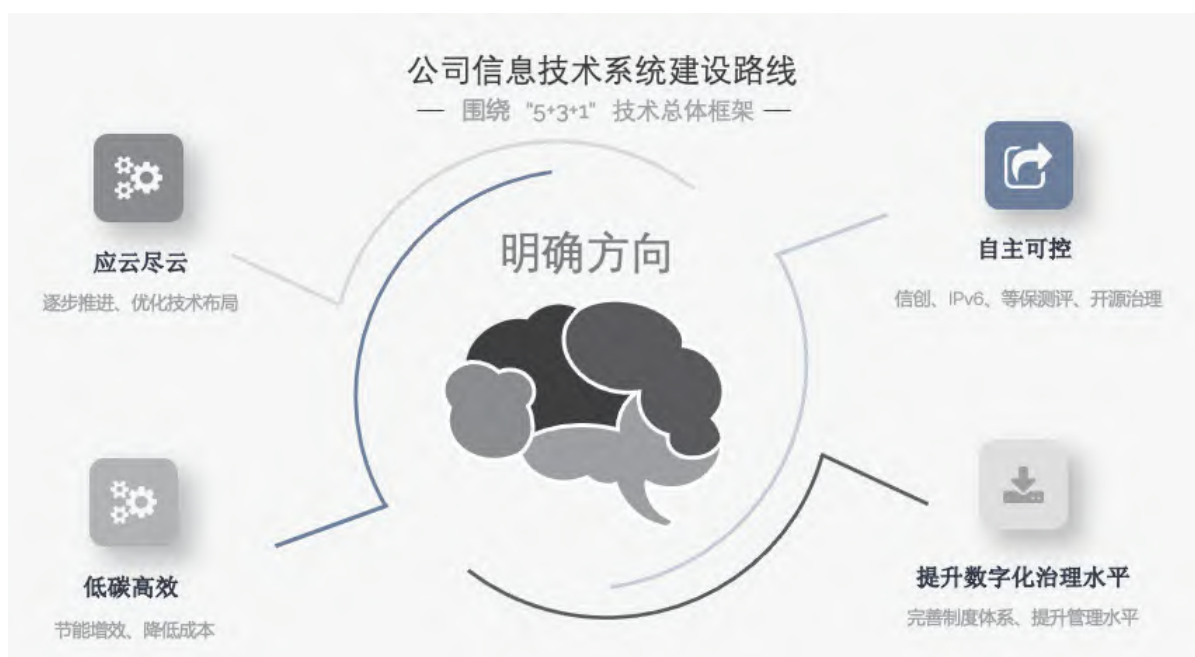 公司信息技术系统建设路线
— 围绕 "5+3+1" 技术总体框架 —
应云尽云
逐步推进、优化技术布局
明确方向
自主可控
信创、IPv6、等保测评、开源治理
低碳高效
节能增效、降低成本
提升数字化治理水平
完善制度体系、提升管理水平